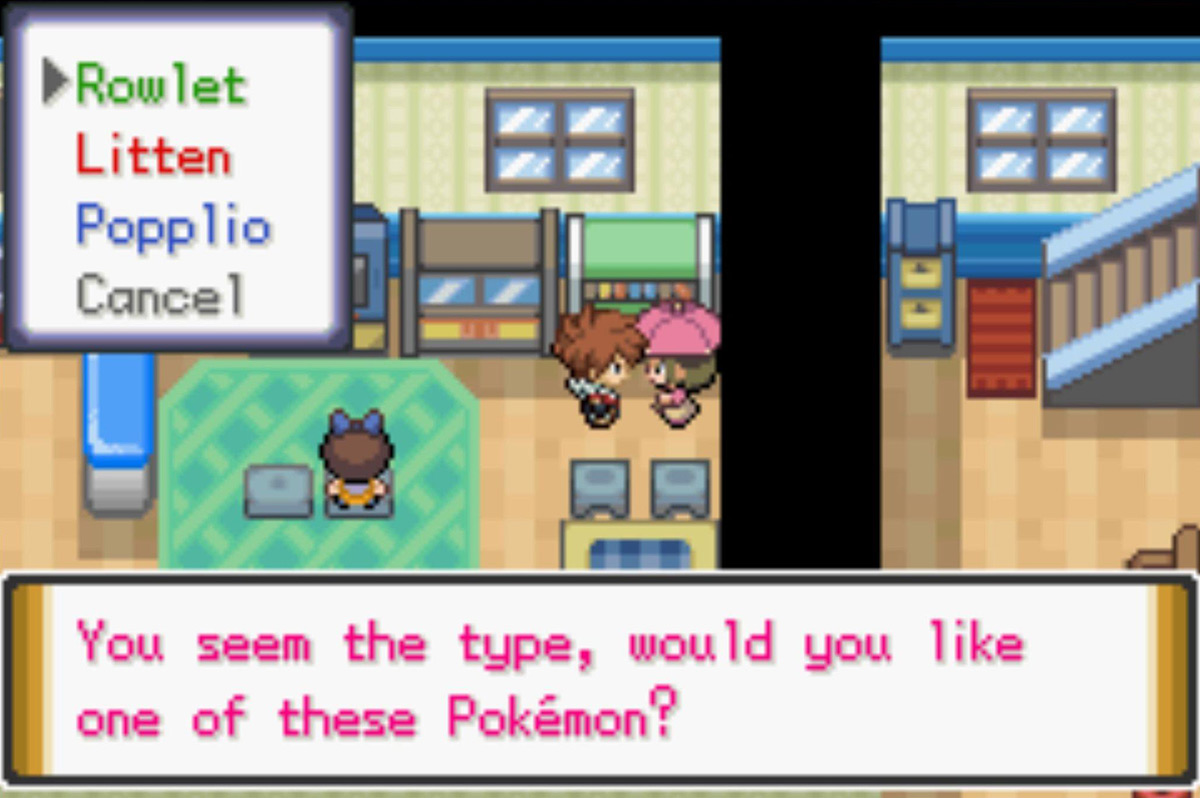 Rowlet
Litten
Popplio
Cancel
You seem the type, would you like
one of these Pokémon?